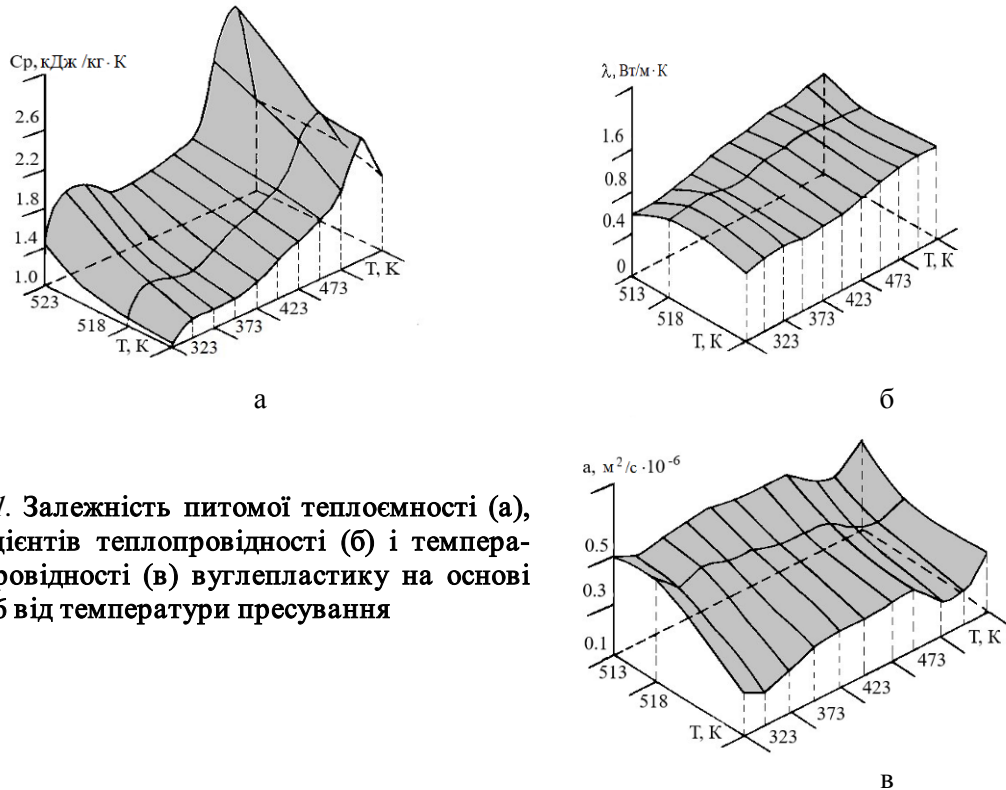 Ср, кДж /кг · К
2.6
2.2
1.8
1.4
1.0
523
518
Т, К
323
373
423
473
Т, К
а
λ, Вт/м · К
1.6
0.8
0.4
0
513
518
Т, К
323
373
423
473
Т, К
б
Залежність питомої теплоємності (а),
теплопровідності (б) і темпера-
(в) вуглепластику на основі
від температури пресування
а, м²/с ·10⁻⁶
0.5
0.3
0.1
513
518
Т, К
323
373
423
473
Т, К
в